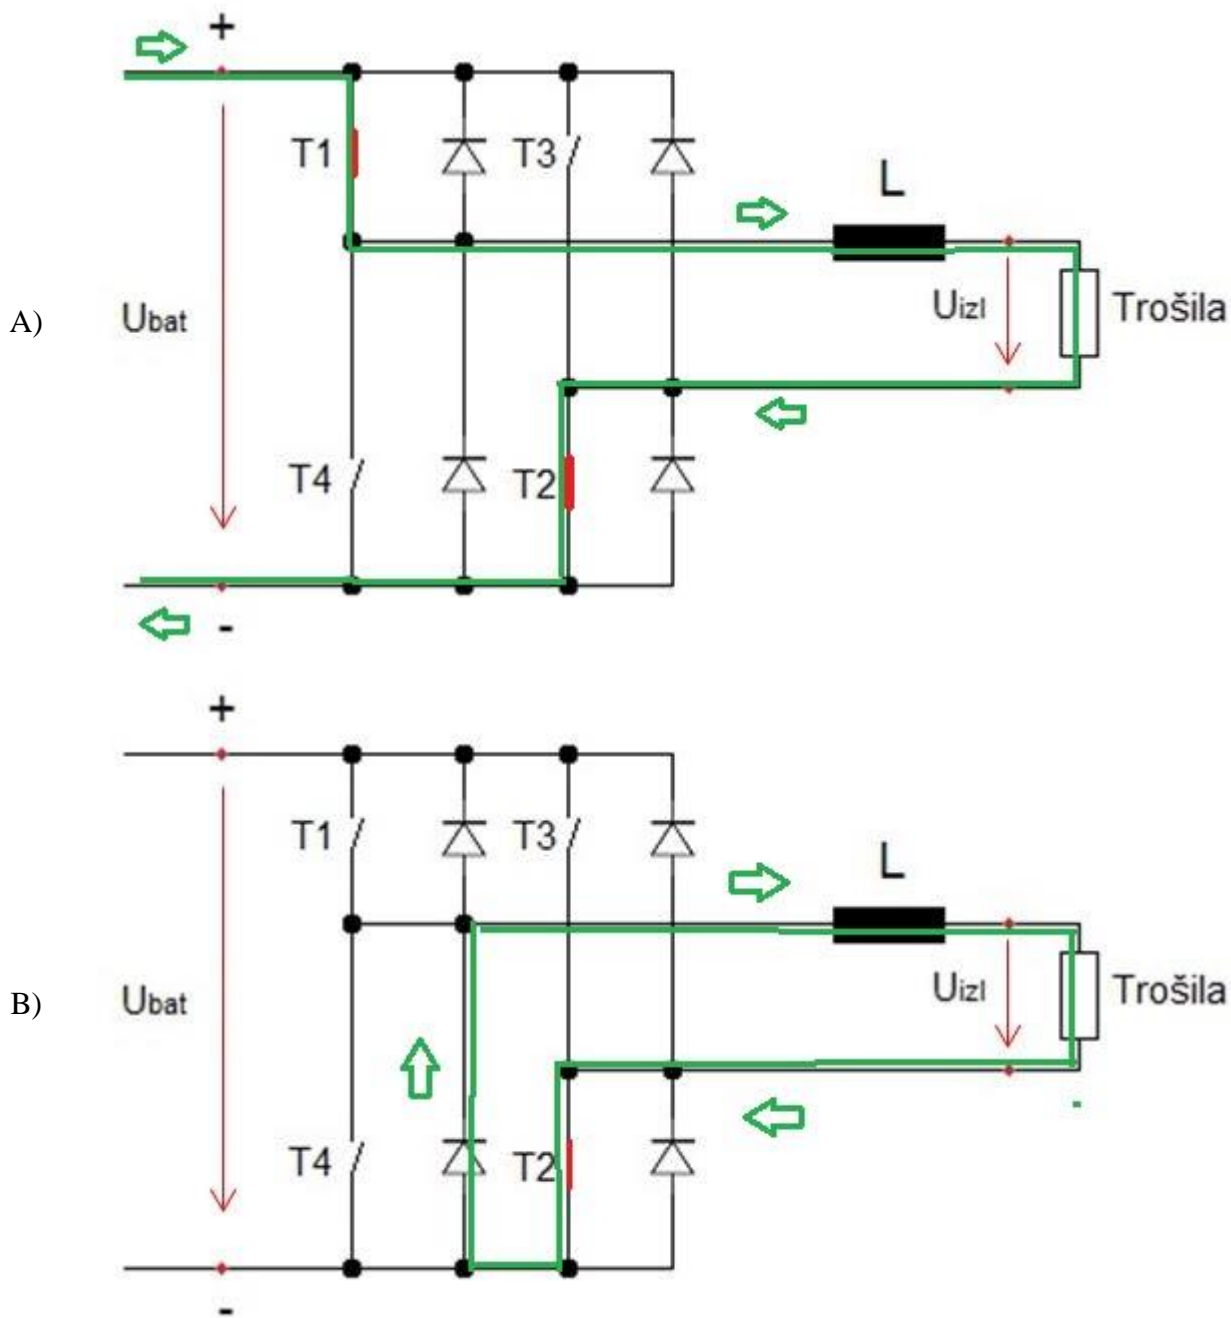 +
T1
T3
L
A)
Ubat
Uizl
Trošila
T4
T2
-
+
T1
T3
L
B)
Ubat
Uizl
Trošila
T4
T2
-